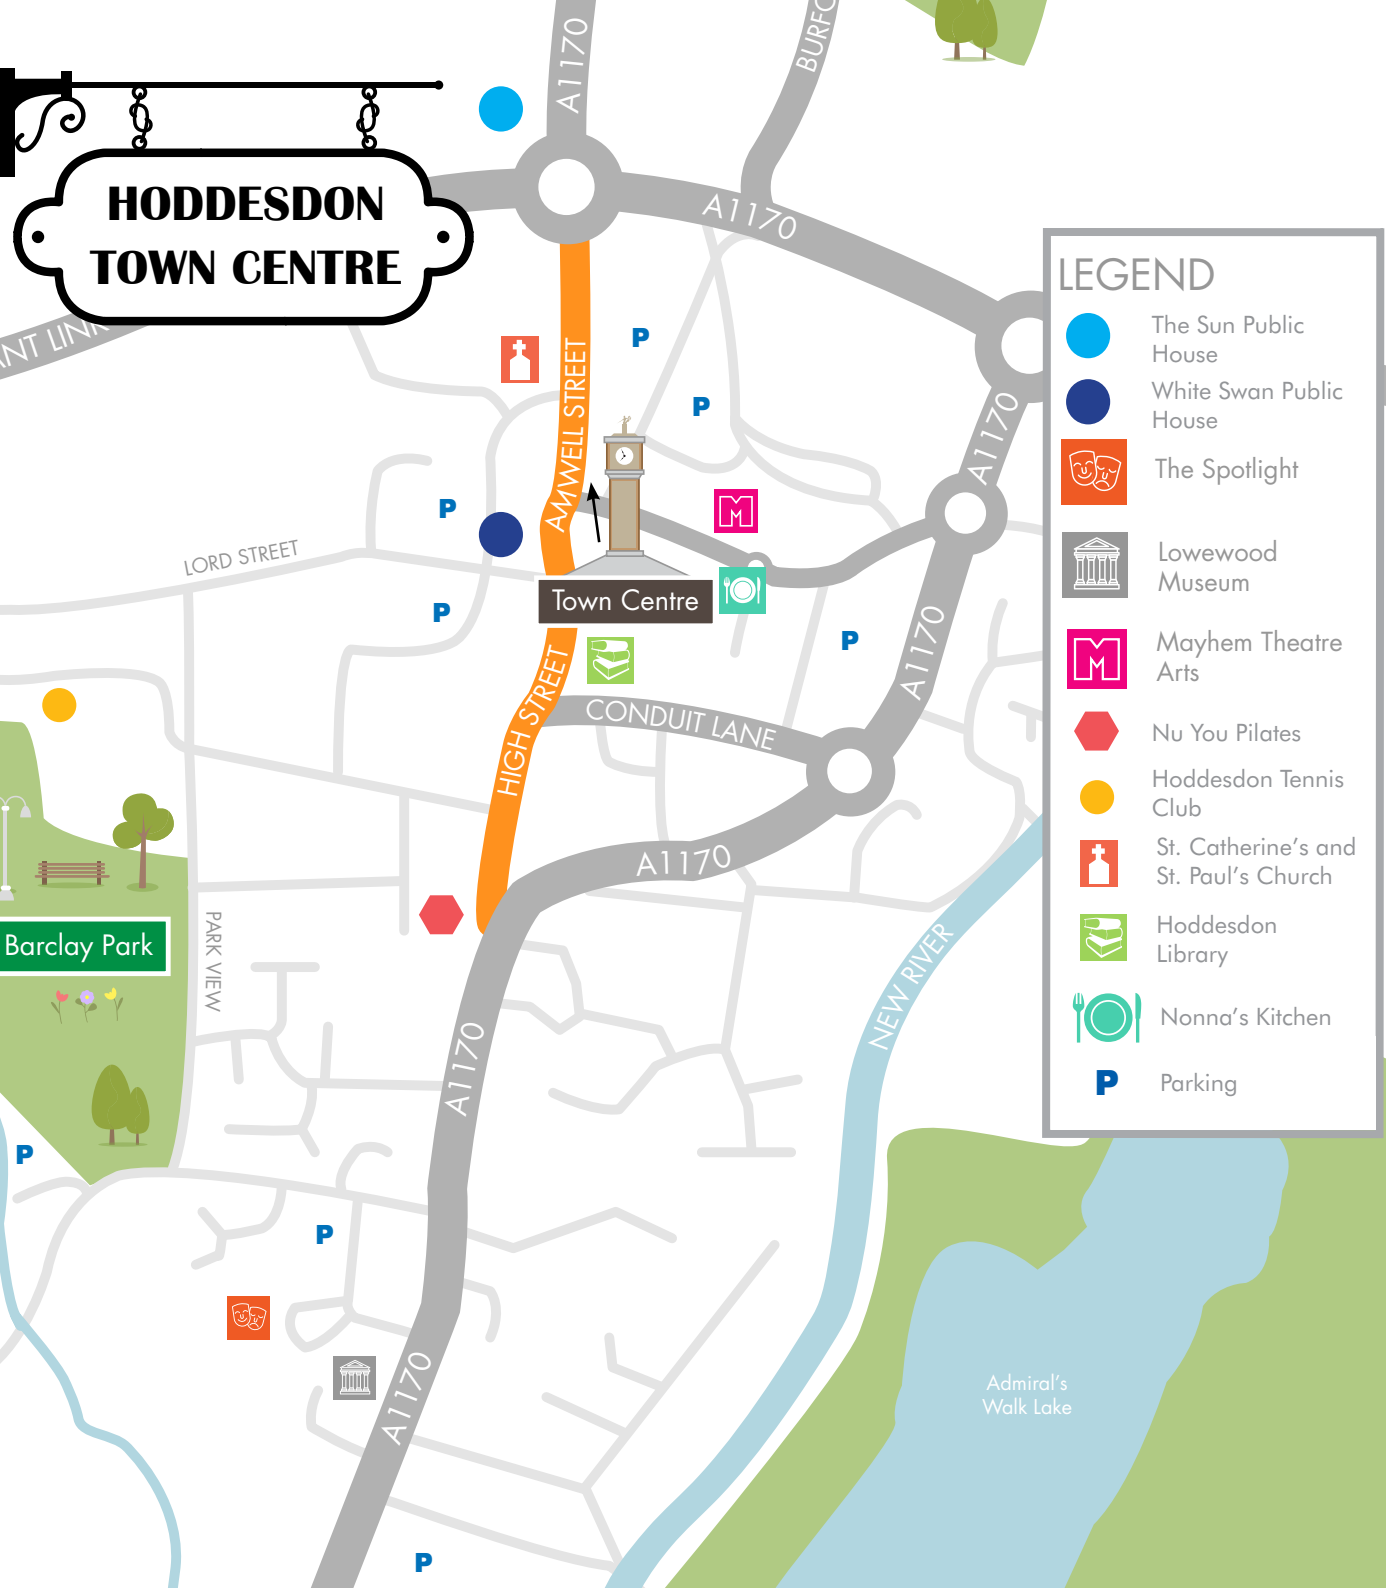 A1170
BURFO
HODDESDON
TOWN CENTRE
A1170
ANT LINK
AMWELL STREET
P
P
A1170
P
LORD STREET
Town Centre
P
P
A1170
HIGH STREET
CONDUIT LANE
A1170
Barclay Park
PARK VIEW
NEW RIVER
A1170
P
P
A1170
Admiral's
Walk Lake
P
LEGEND
The Sun Public
House
White Swan Public
House
The Spotlight
Lowewood
Museum
M
Mayhem Theatre
Arts
Nu You Pilates
Hoddesdon Tennis
Club
St. Catherine's and
St. Paul's Church
Hoddesdon
Library
Nonna's Kitchen
P
Parking